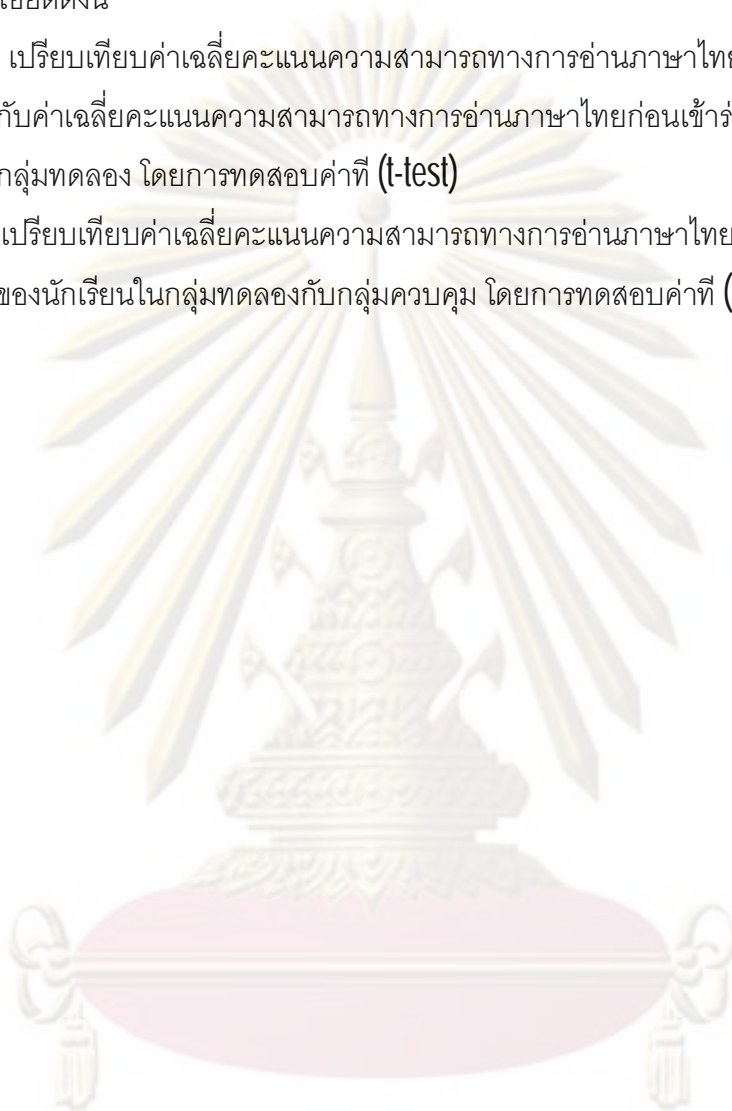 เปรียบเทียบค่าเฉลี่ยคะแนนความสามารถทางการอ่านภาษาไทย
กับค่าเฉลี่ยคะแนนความสามารถทางการอ่านภาษาไทยก่อนเข้าร่
กลุ่มทดลอง โดยการทดสอบค่าที (t-test)
เปรียบเทียบค่าเฉลี่ยคะแนนความสามารถทางการอ่านภาษาไทย
ของนักเรียนในกลุ่มทดลองกับกลุ่มควบคุม โดยการทดสอบค่าที (